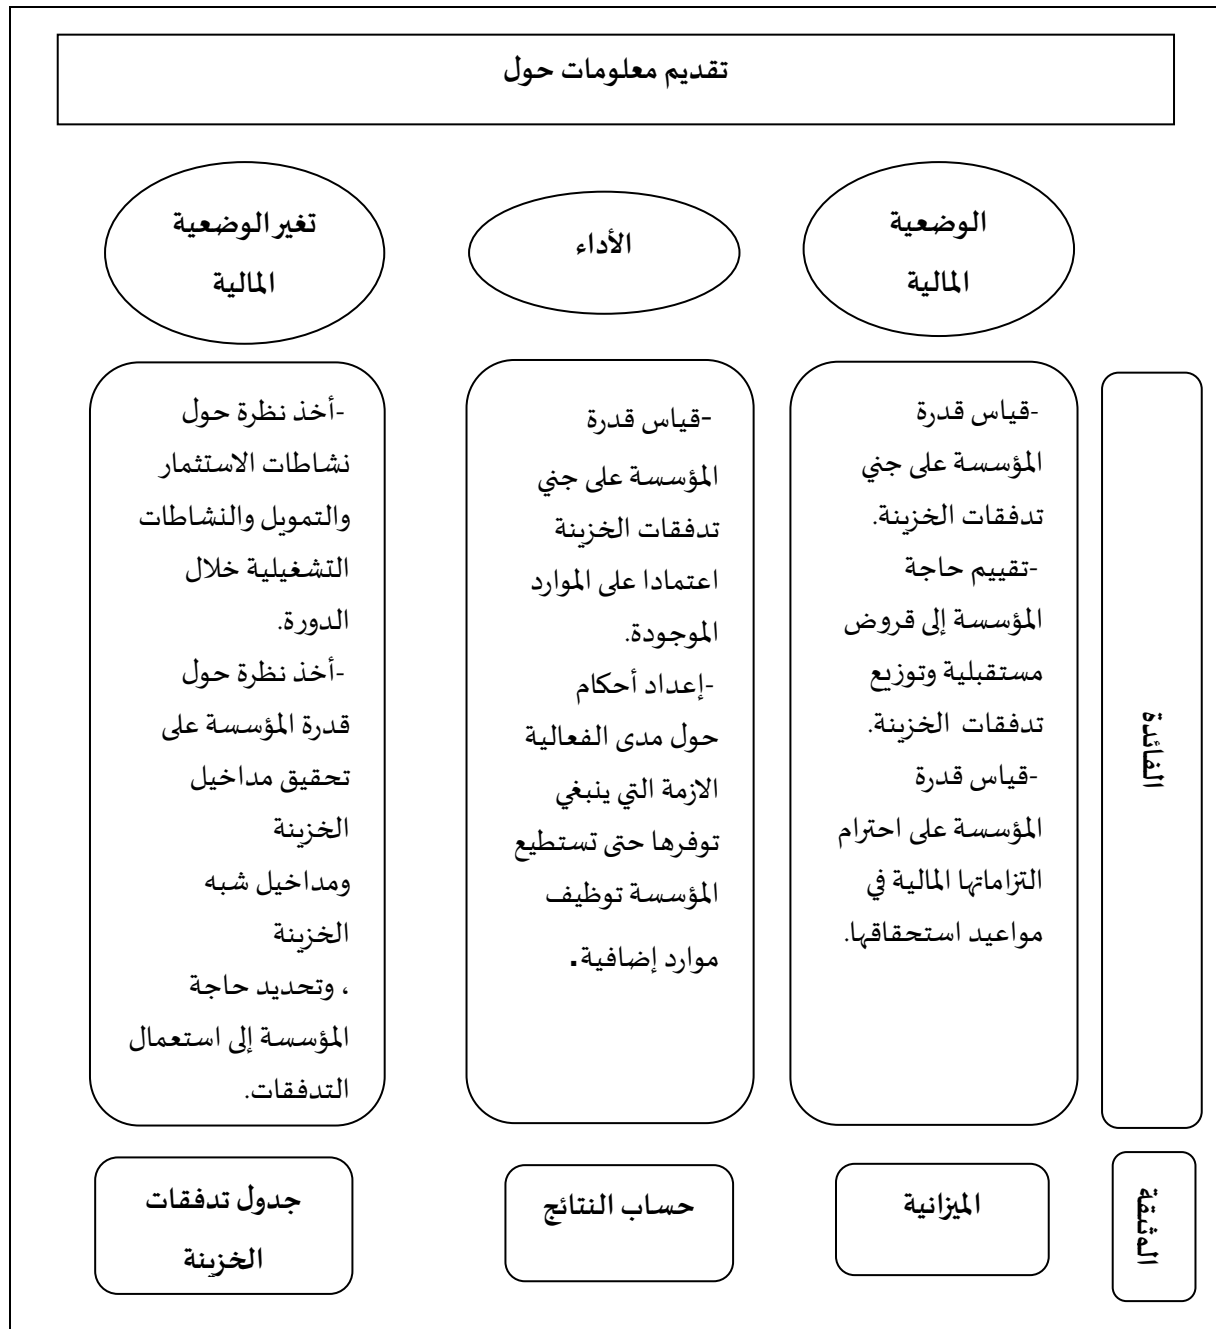 تقديم معلومات حول
الوضعية
المالية
الأداء
تغير الوضعية
المالية
الفائدة
-قياس قدرة
المؤسسة على جني
تدفقات الخزينة.
-تقييم حاجة
المؤسسة إلى قروض
مستقبلية وتوزيع
تدفقات الخزينة.
-قياس قدرة
المؤسسة على احترام
التزاماتها المالية في
مواعيد استحقاقها.
-قياس قدرة
المؤسسة على جني
تدفقات الخزينة
اعتمادا على الموارد
الموجودة.
-إعداد أحكام
حول مدى الفعالية
الازمة التي ينبغي
توفرها حتى تستطيع
المؤسسة توظيف
موارد إضافية.
-أخذ نظرة حول
نشاطات الاستثمار
والتمويل والنشاطات
التشغيلية خلال
الدورة.
-أخذ نظرة حول
قدرة المؤسسة على
تحقيق مداخيل
الخزينة
ومداخيل شبه
الخزينة
، وتحديد حاجة
المؤسسة إلى استعمال
التدفقات.
الوثيقة
الميزانية
حساب النتائج
جدول تدفقات
الخزينة